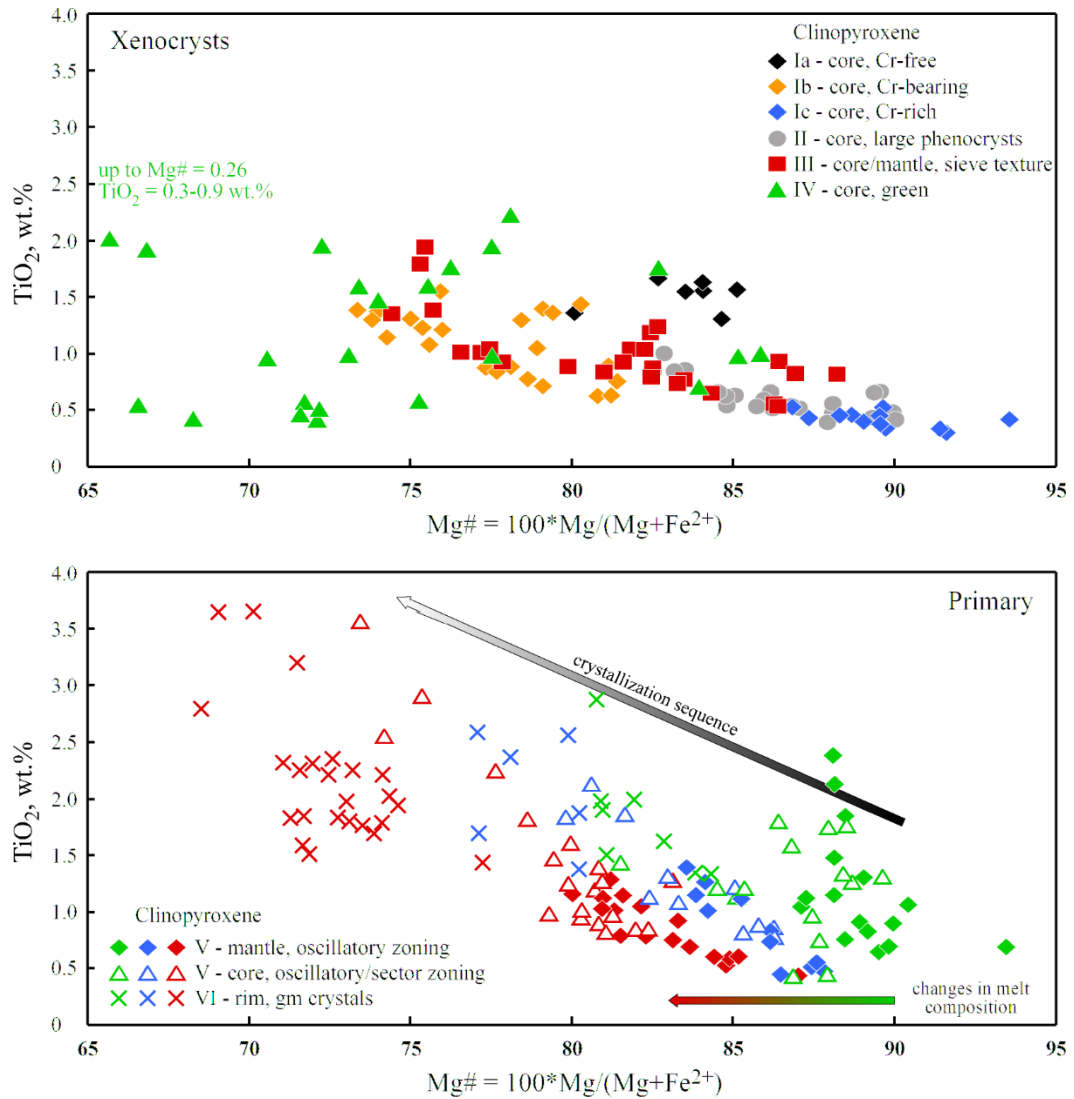 Xenocrysts
Clinopyroxene
Ia - core, Cr-free
Ib - core, Cr-bearing
Ic - core, Cr-rich
II - core, large phenocrysts
III - core/mantle, sieve texture
IV - core, green
up to Mg# = 0.26
TiO₂ = 0.3-0.9 wt.%
TiO₂, wt.%
4.0
3.5
3.0
2.5
2.0
1.5
1.0
0.5
0
65
70
75
80
85
90
95
Mg# = 100*Mg/(Mg+Fe²⁺)
Primary
crystallization sequence
TiO₂, wt.%
4.0
3.5
3.0
2.5
2.0
1.5
1.0
0.5
0
Clinopyroxene
V - mantle, oscillatory zoning
V - core, oscillatory/sector zoning
VI - rim, gm crystals
changes in melt
composition
65
70
75
80
85
90
95
Mg# = 100*Mg/(Mg+Fe²⁺)